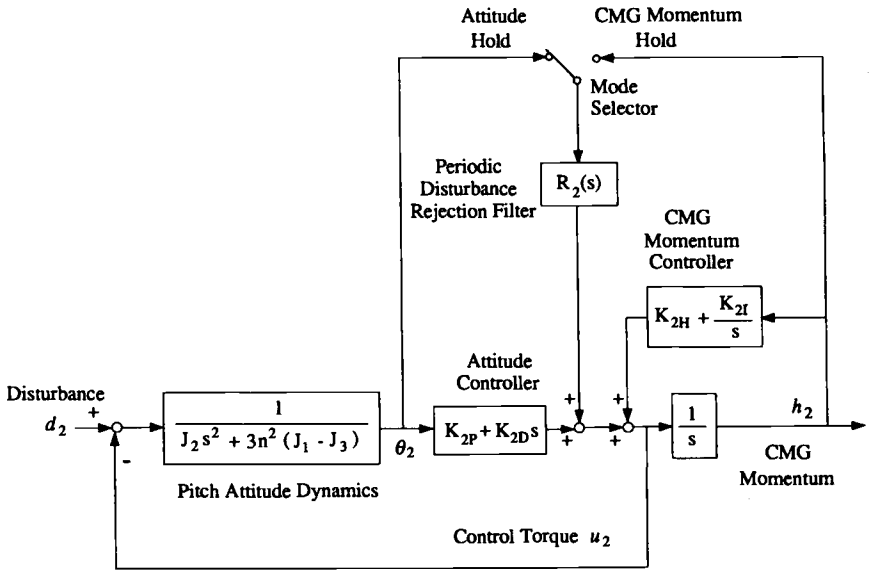 Attitude
Hold
CMG Momentum
Hold
Mode
Selector
Periodic
Disturbance
Rejection Filter
R₂(s)
CMG
Momentum
Controller
K₂H + K₂I
s
Attitude
Controller
Disturbance
d₂
+
-
1
J₂s² + 3n² (J₁ - J₃)
θ₂
K₂P + K₂D s
+
+
+
+
1
s
h₂
CMG
Momentum
Pitch Attitude Dynamics
Control Torque u₂